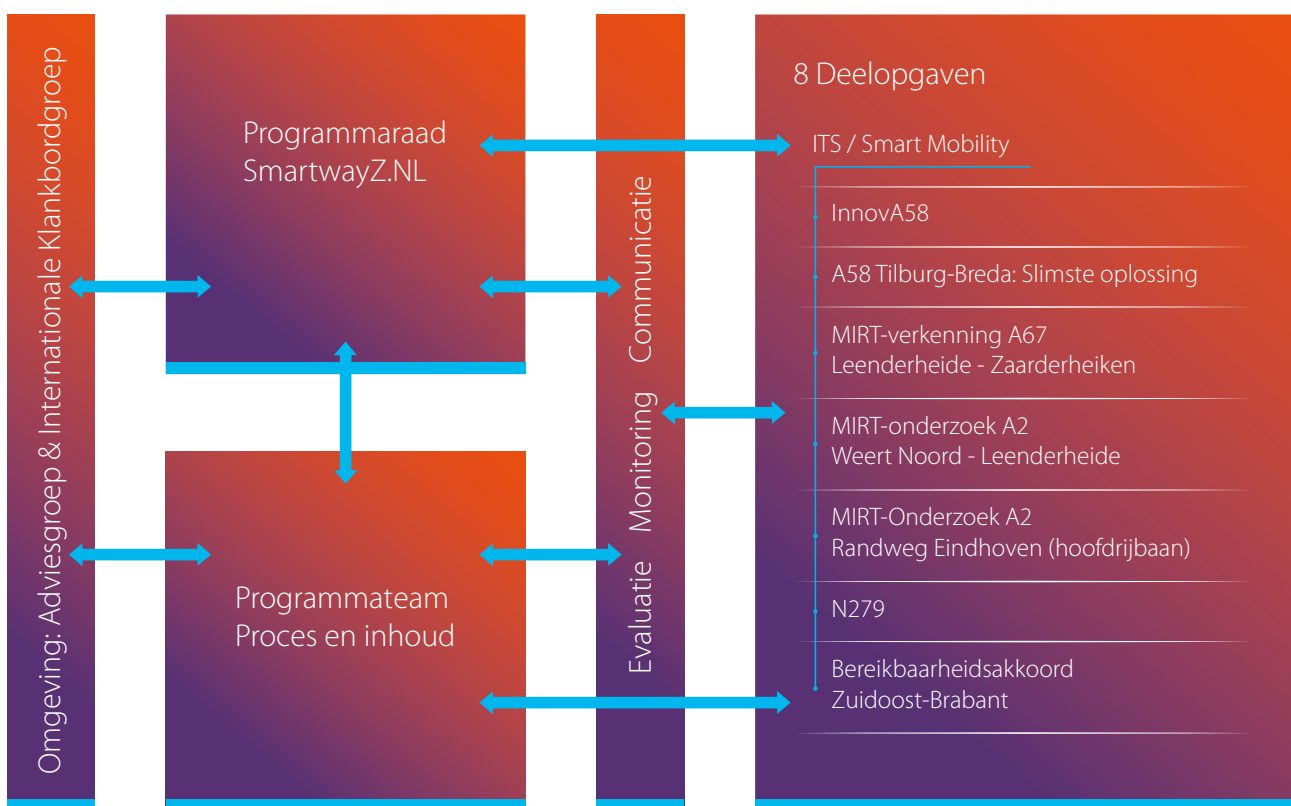 Omgeving: Adviesgroep & Internationale Klankbordgroep
Programmaraad
SmartwayZ.NL
Programmateam
Proces en inhoud
Evaluatie Monitoring Communicatie
8 Deelopgaven
ITS / Smart Mobility
InnovA58
A58 Tilburg-Breda: Slimste oplossing
MIRT-verkenning A67
Leenderheide - Zaarderheiken
MIRT-onderzoek A2
Weert Noord - Leenderheide
MIRT-Onderzoek A2
Randweg Eindhoven (hoofdrijbaan)
N279
Bereikbaarheidsakkoord
Zuidoost-Brabant